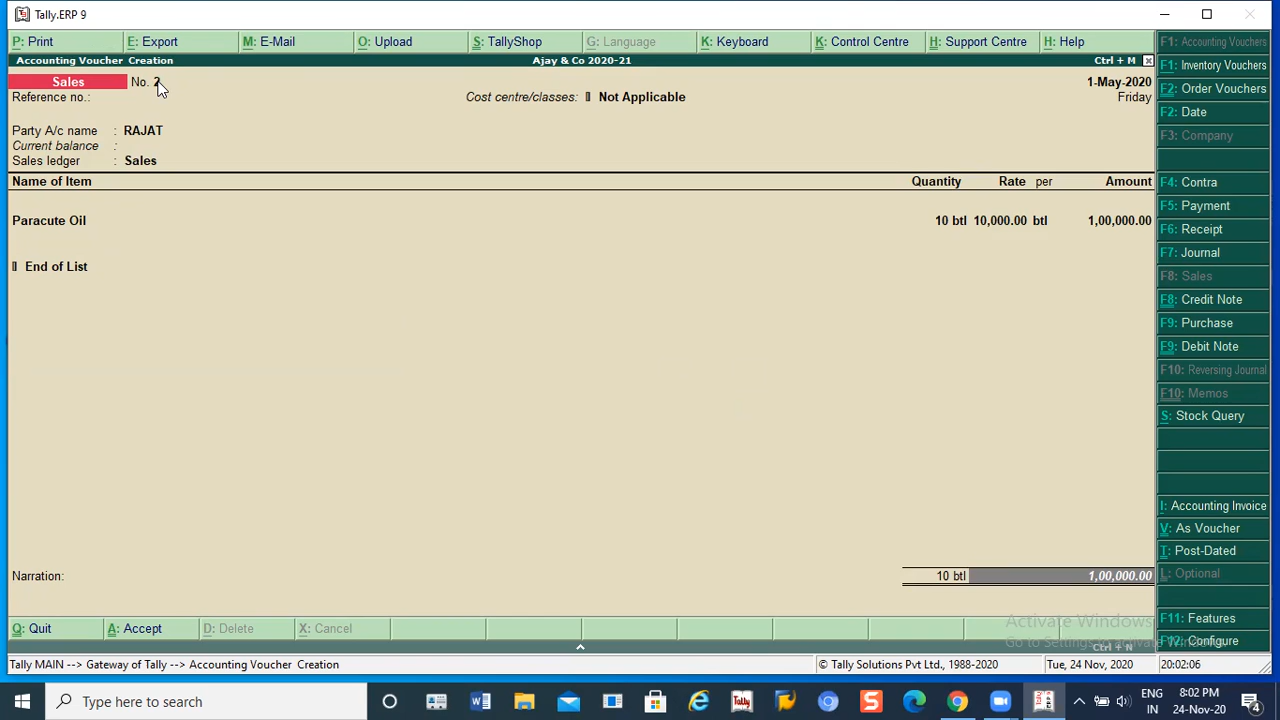 Tally.ERP 9
P: Print E: Export M: E-Mail O: Upload S: TallyShop G: Language K: Keyboard K: Control Centre H: Support Centre H: Help
F1: Accounting Vouchers
Accounting Voucher Creation Ajay & Co 2020-21 Ctrl + M
F1: Inventory Vouchers
Sales No. 2 1-May-2020
F2: Order Vouchers
Reference no.: Cost centre/classes: Not Applicable Friday
F2: Date
Party A/c name : RAJAT
F3: Company
Current balance :
Sales ledger : Sales
Name of Item Quantity Rate per Amount
F4: Contra
F5: Payment
Paracute Oil 10 btl 10,000.00 btl 1,00,000.00
F6: Receipt
F7: Journal
End of List
F8: Sales
F8: Credit Note
F9: Purchase
F9: Debit Note
F10: Reversing Journal
F10: Memos
S: Stock Query
I: Accounting Invoice
V: As Voucher
T: Post-Dated
L: Optional
Narration: 10 btl 1,00,000.00
F11: Features
Activate Windows
Q: Quit A: Accept D: Delete X: Cancel
Go to Settings to activate Windows.
F12: Configure
Ctrl + N
Tally MAIN --> Gateway of Tally --> Accounting Voucher Creation © Tally Solutions Pvt Ltd., 1988-2020 Tue, 24 Nov, 2020 20:02:06
Type here to search
ENG 8:02 PM
IN 24-Nov-20
4